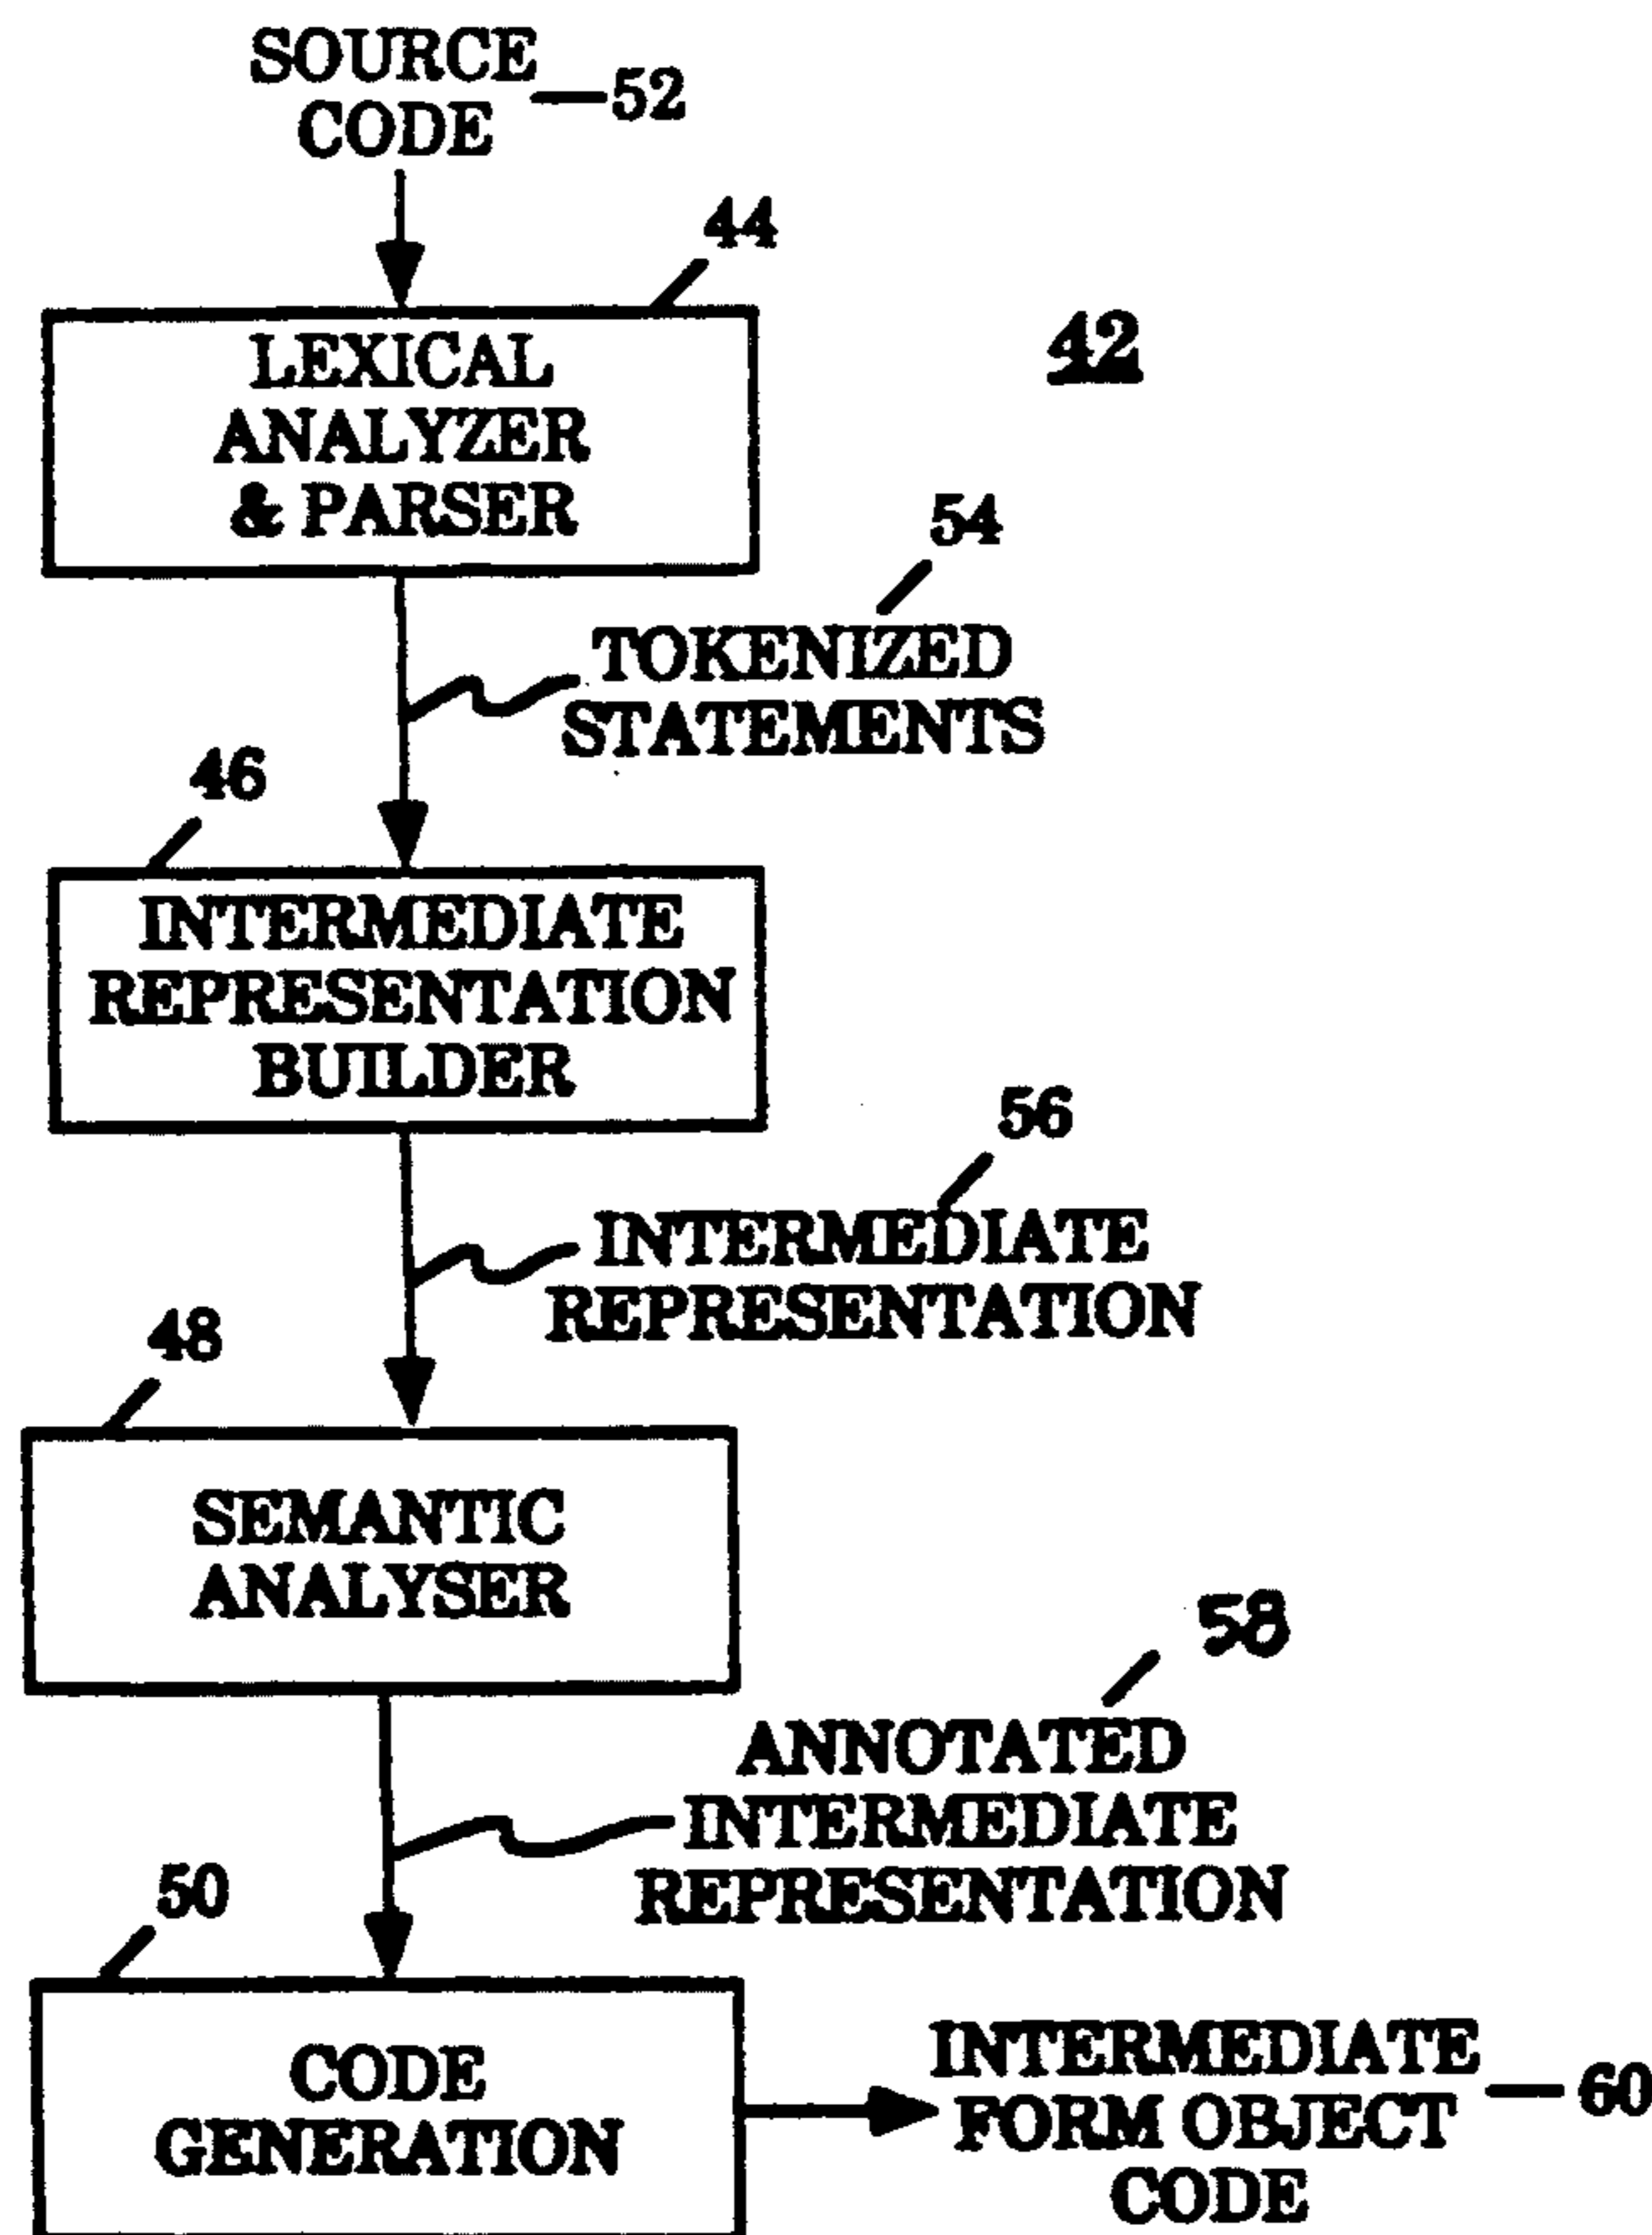 SOURCE
CODE
52
44
LEXICAL
ANALYZER
& PARSER
42
54
TOKENIZED
STATEMENTS
46
INTERMEDIATE
REPRESENTATION
BUILDER
56
INTERMEDIATE
REPRESENTATION
48
SEMANTIC
ANALYSER
58
ANNOTATED
INTERMEDIATE
REPRESENTATION
50
CODE
GENERATION
INTERMEDIATE
FORM OBJECT
CODE
60